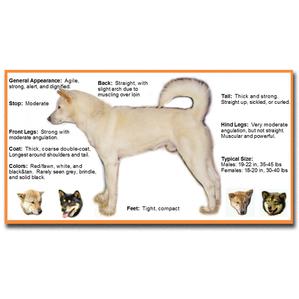 General Appearance: Agile,
strong, alert, and dignified.
Stop: Moderate
Front Legs: Strong with
moderate angulation.
Coat: Thick, coarse double-coat.
Longest around shoulders and tail.
Colors: Red/fawn, white, and
black&tan. Rarely seen grey, brindle,
and solid black.
Back: Straight, with
slight arch due to
muscling over loin
Feet: Tight, compact
Tail: Thick and strong.
Straight up, sickled, or curled.
Hind Legs: Very moderate
angulation, but not straight.
Muscular and powerful.
Typical Size:
Males: 19-22 in, 35-45 lbs
Females: 18-20 in, 30-40 lbs